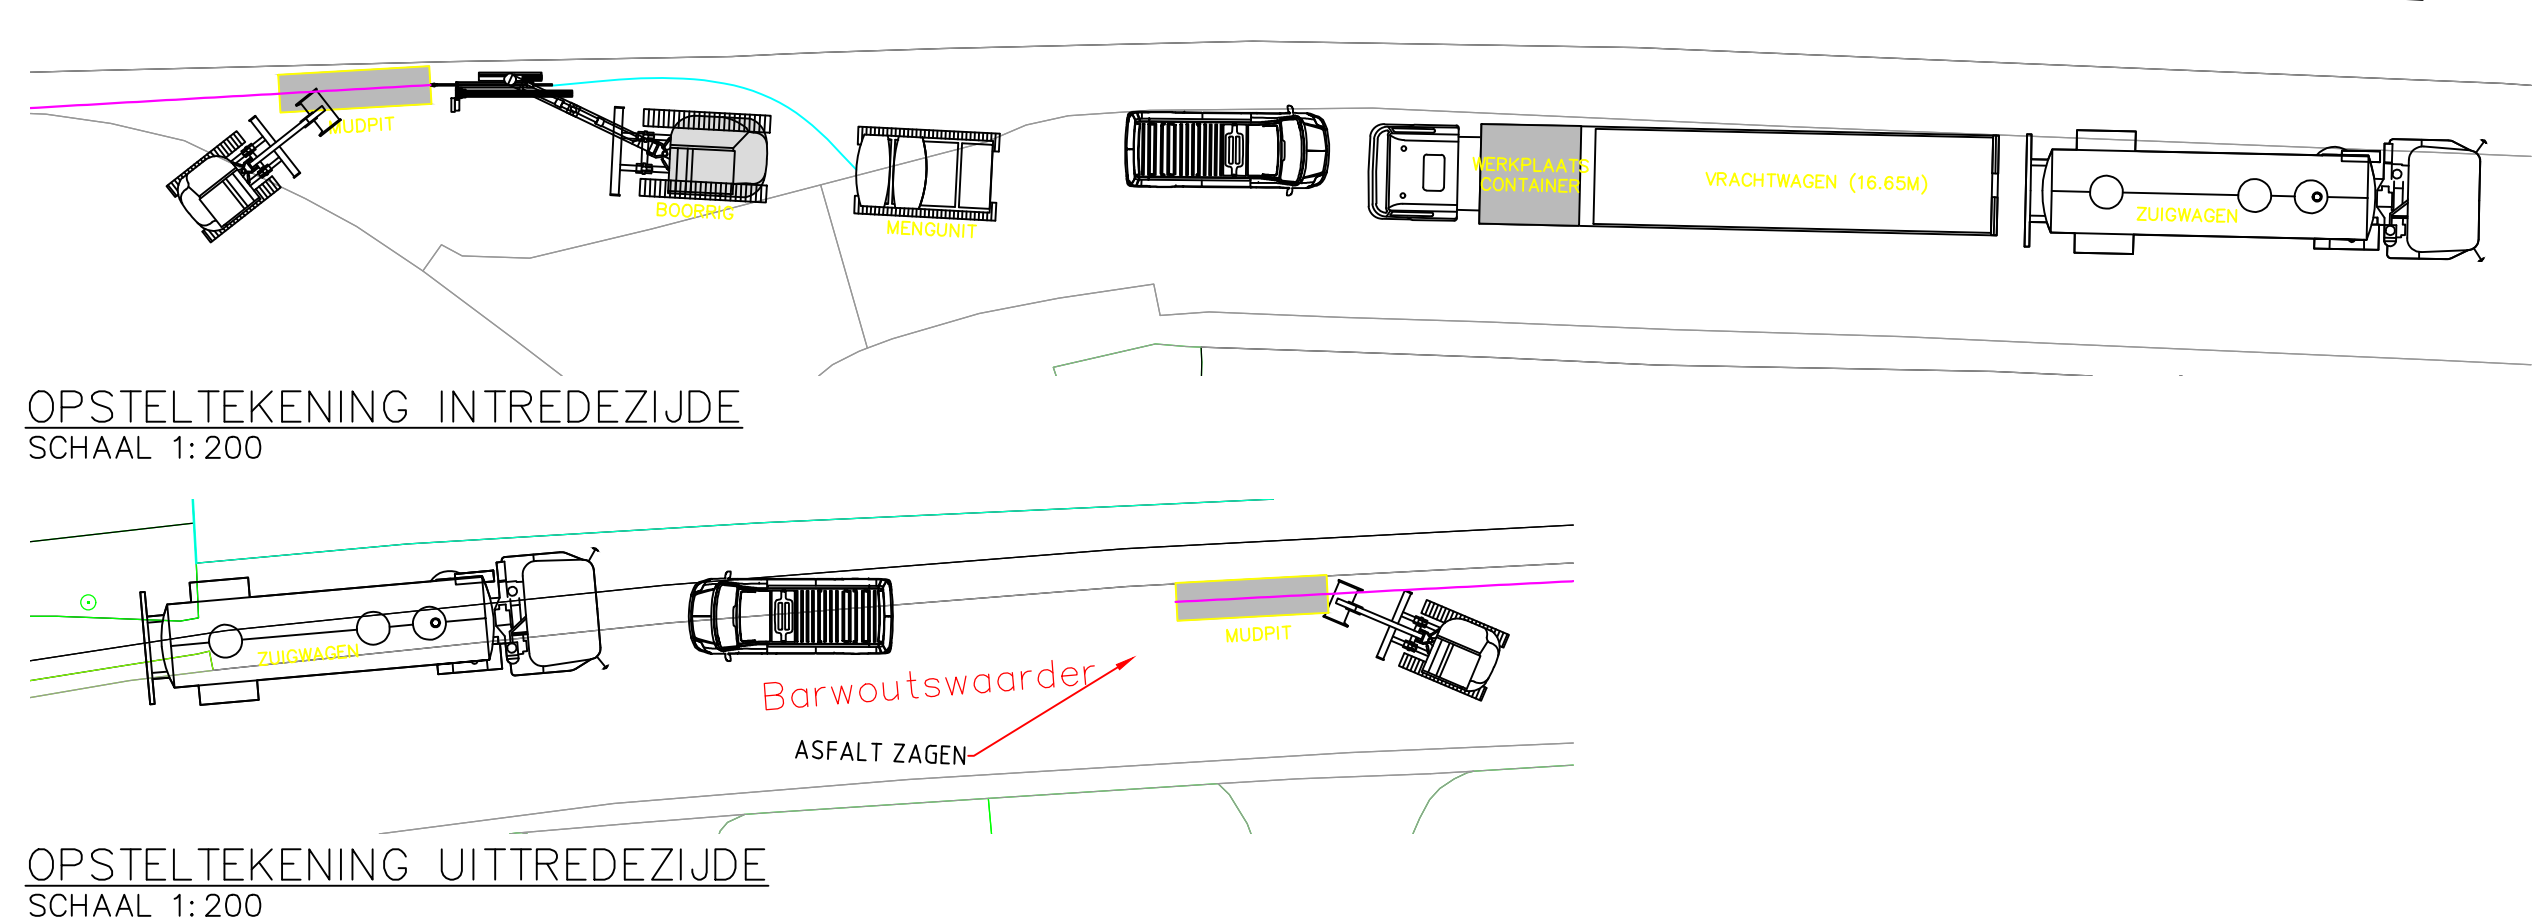 MUDPIT
BOORRIG
MENGUNIT
WERKPLAATS
CONTAINER
VRACHTWAGEN (16.65M)
ZUIGWAGEN
OPSTELTEKENING INTREDEZIJDE
SCHAAL 1:200
ZUIGWAGEN
MUDPIT
Barwoutswaarder
ASFALT ZAGEN
OPSTELTEKENING UITTREDEZIJDE
SCHAAL 1:200